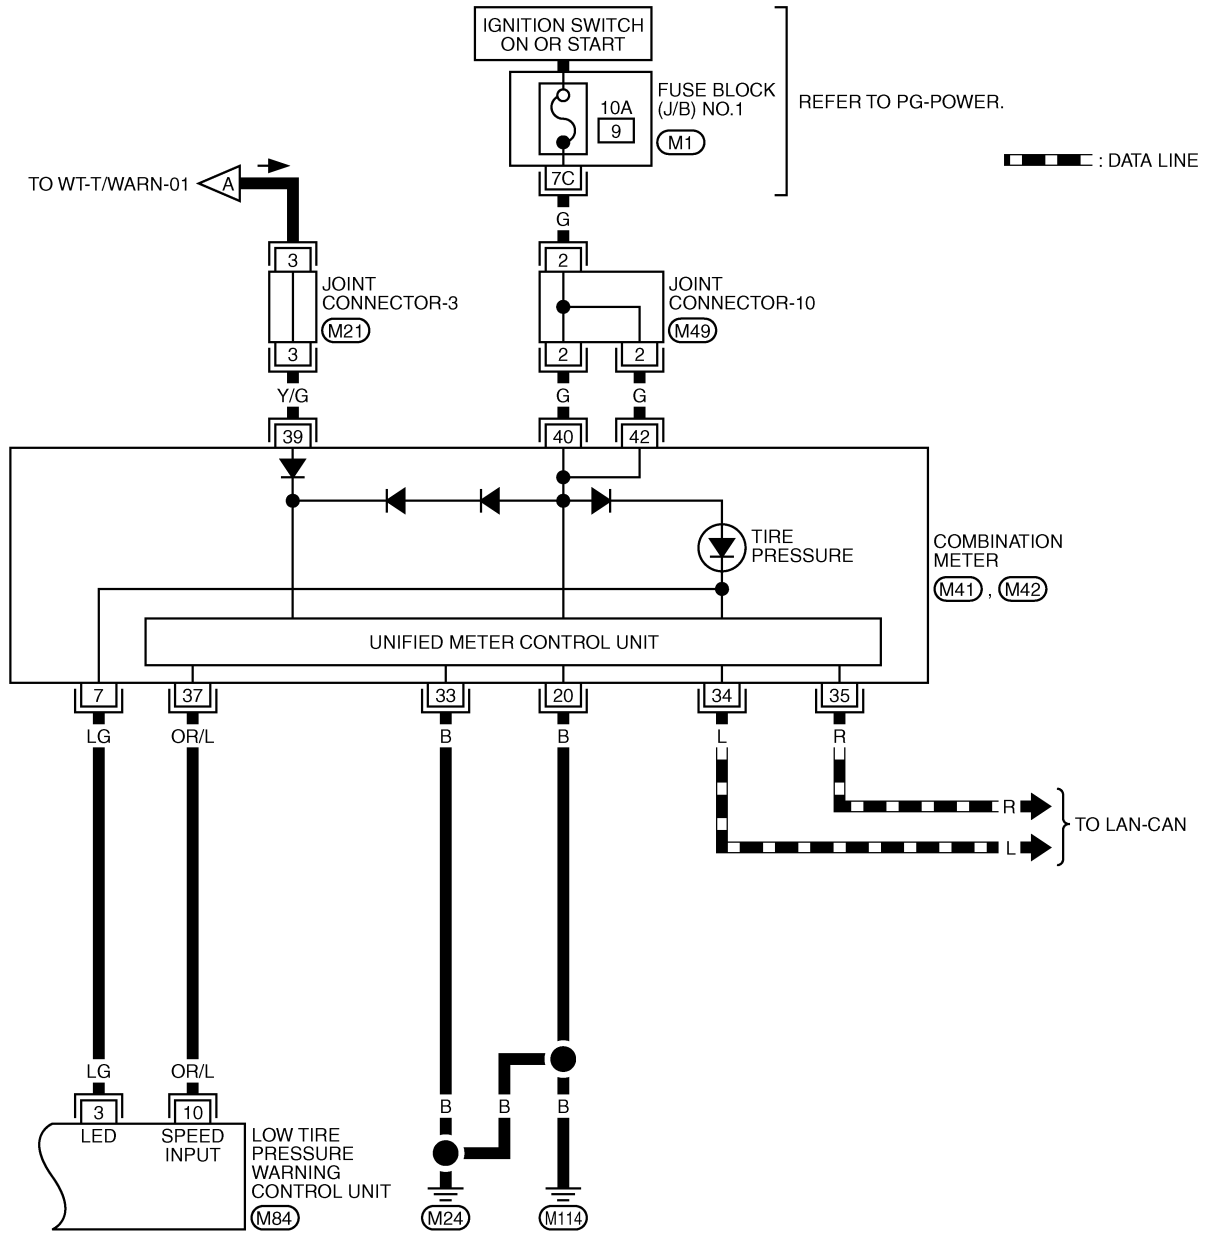 IGNITION SWITCH
ON OR START
FUSE BLOCK
(J/B) NO.1
10A
9
M1
REFER TO PG-POWER.
7C
: DATA LINE
TO WT-T/WARN-01
A
G
3
2
JOINT
CONNECTOR-3
M21
JOINT
CONNECTOR-10
M49
3
2
2
Y/G
G
G
39
40
42
TIRE
PRESSURE
COMBINATION
METER
M41 , M42
UNIFIED METER CONTROL UNIT
7
37
33
20
34
35
LG
OR/L
B
B
L
R
R
L
TO LAN-CAN
LG
OR/L
B
B
B
3
10
LED
SPEED
INPUT
LOW TIRE
PRESSURE
WARNING
CONTROL UNIT
M84
M24
M114